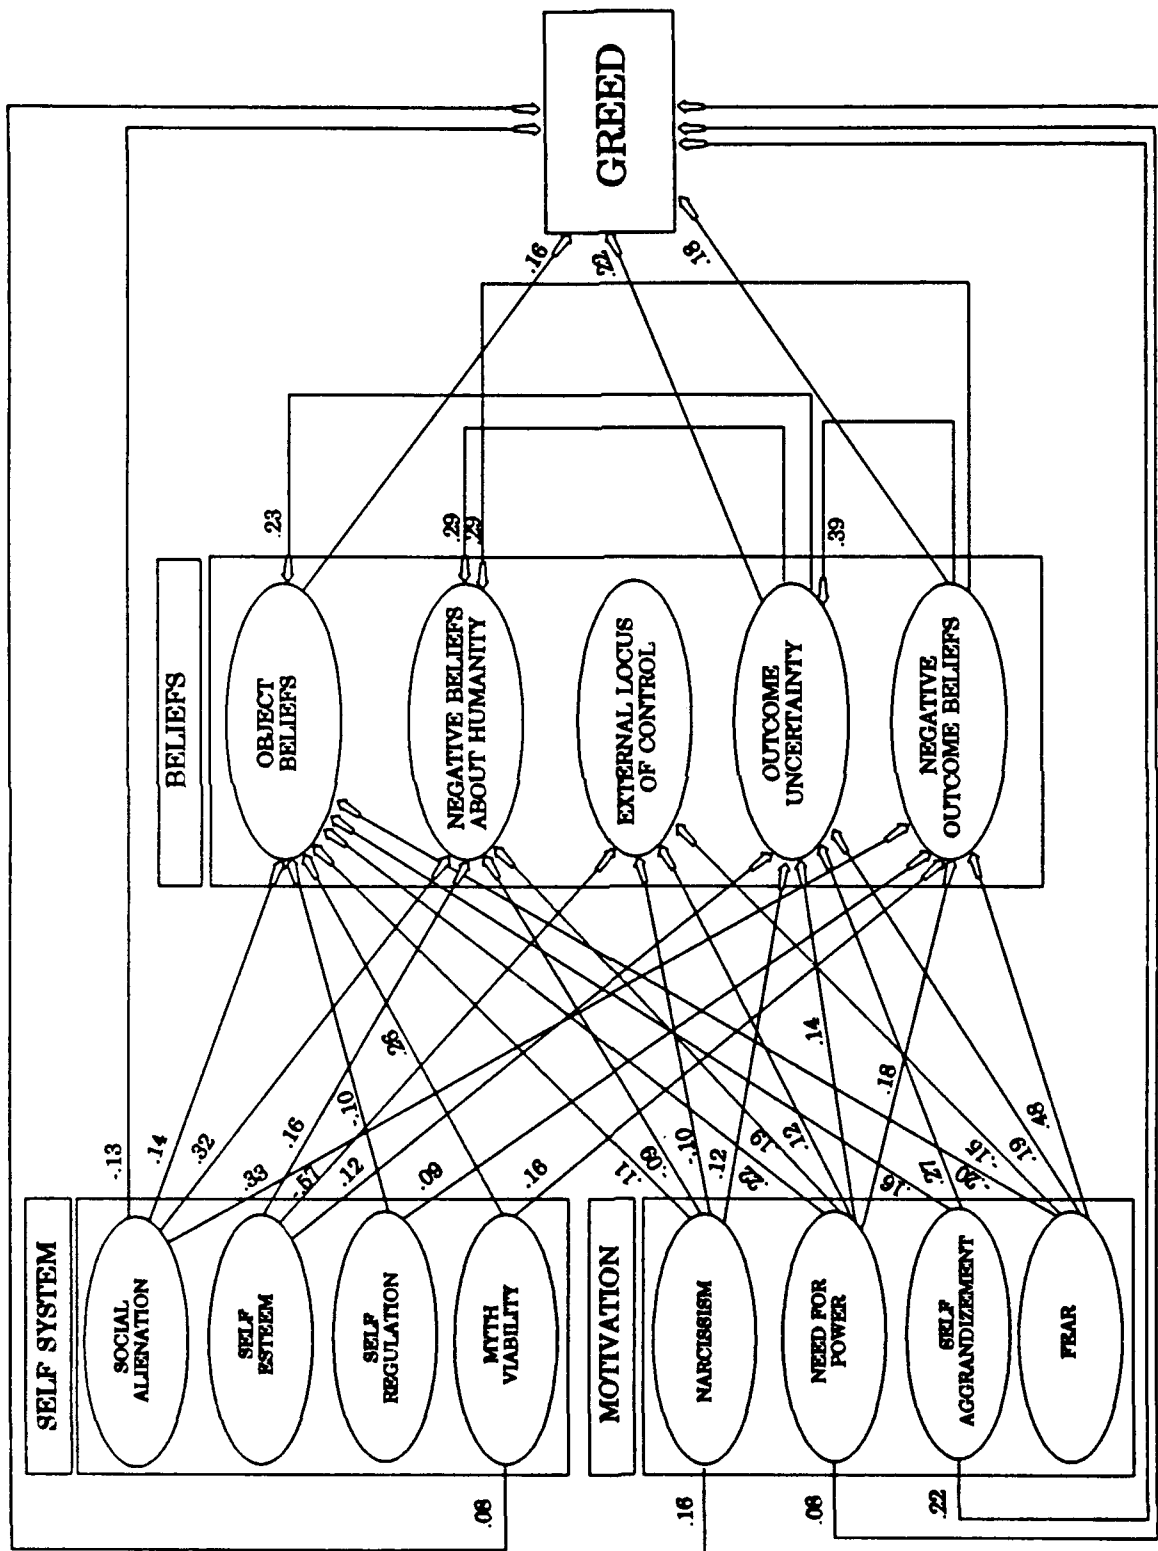 SELF SYSTEM
SOCIAL
ALIENATION
SELF
ESTEEM
SELF
REGULATION
MYTH
VIABILITY
-.13
.14
.32
.33
.16
-.57
.12
-.10
.09
.26
.16
.08
MOTIVATION
NARCISSISM
NEED FOR
POWER
SELF
AGGRANDIZEMENT
FEAR
.11
-.09
-.10
.12
.22
.19
.12
.14
.18
.16
.27
-.20
-.15
.19
.48
.16
.08
.22
BELIEFS
OBJECT
BELIEFS
NEGATIVE BELIEFS
ABOUT HUMANITY
EXTERNAL LOCUS
OF CONTROL
OUTCOME
UNCERTAINTY
NEGATIVE
OUTCOME BELIEFS
.23
.29
.29
.39
.16
.22
.18
GREED